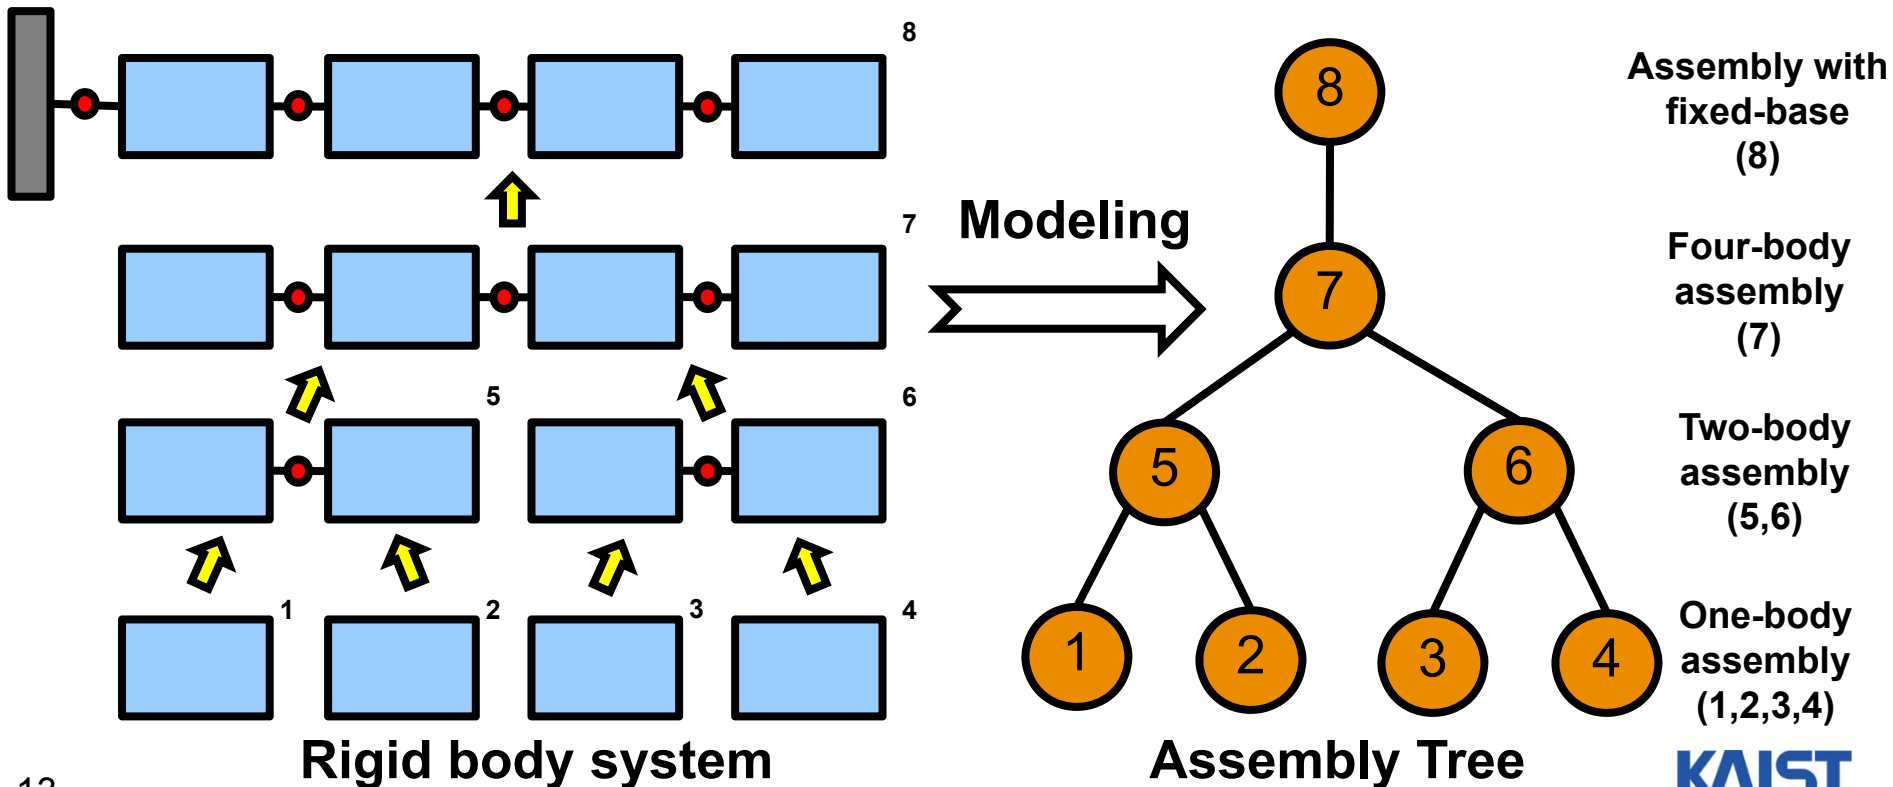 8
7
5
6
1
2
3
4
Rigid body system
Modeling
8
7
5
6
1
2
3
4
Assembly Tree
Assembly with
fixed-base
(8)
Four-body
assembly
(7)
Two-body
assembly
(5,6)
One-body
assembly
(1,2,3,4)
KAIST